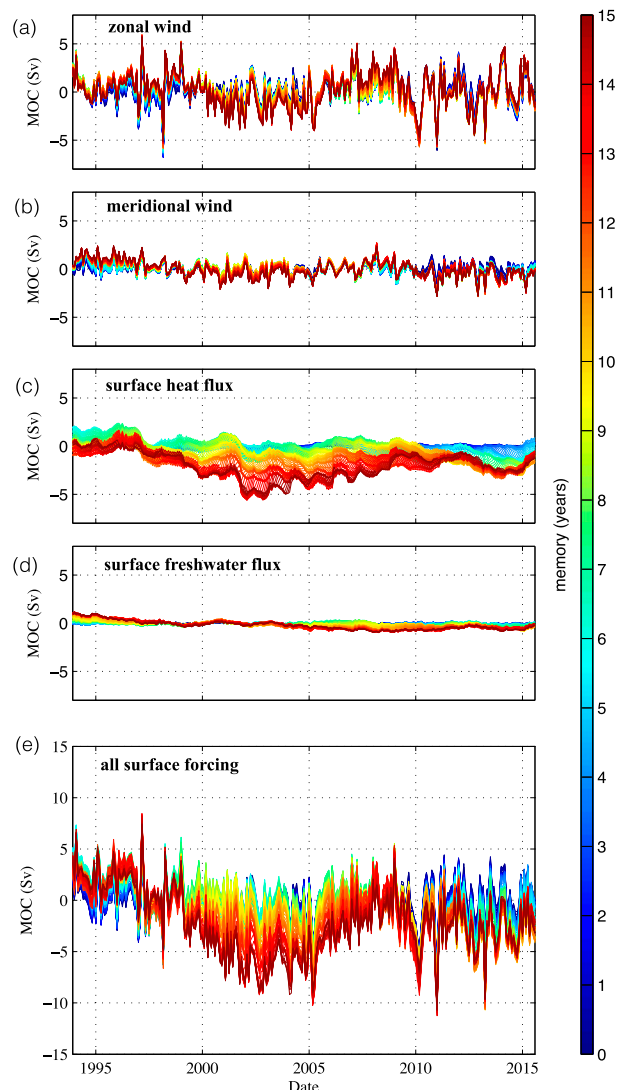 (a)
zonal wind
MOC (Sv)
5
0
−5
(b)
meridional wind
MOC (Sv)
5
0
−5
(c)
surface heat flux
MOC (Sv)
5
0
−5
(d)
surface freshwater flux
MOC (Sv)
5
0
−5
(e)
all surface forcing
MOC (Sv)
15
10
5
0
−5
−10
−15
1995
2000
2005
2010
2015
Date
15
14
13
12
11
10
9
8
7
6
5
4
3
2
1
0
memory (years)